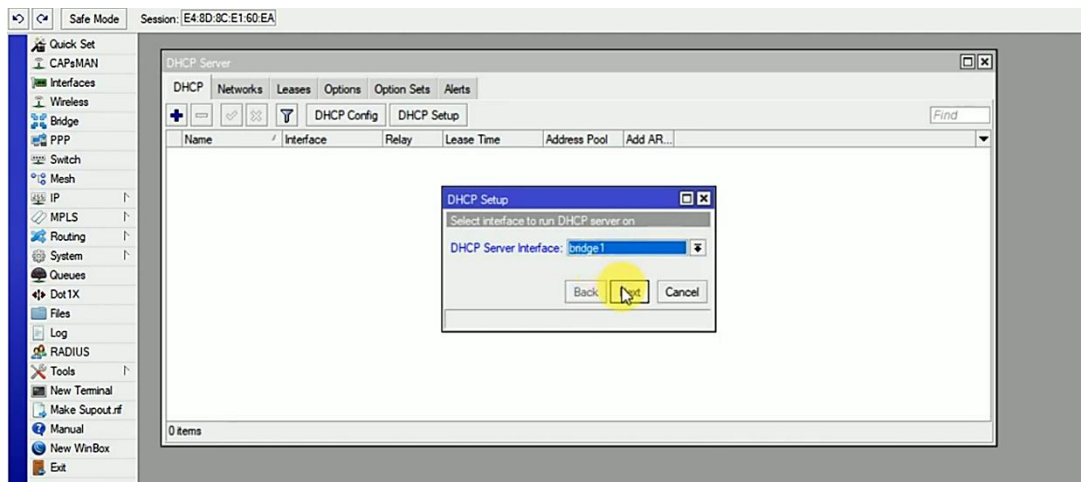 Safe Mode Session: E4:8D:8C:E1:60:EA
Quick Set
CAPsMAN
Interfaces
Wireless
Bridge
PPP
Switch
Mesh
IP
MPLS
Routing
System
Queues
Dot1X
Files
Log
RADIUS
Tools
New Terminal
Make Supout.rif
Manual
New WinBox
Exit
DHCP Server
DHCP Networks Leases Options Option Sets Alerts
DHCP Config DHCP Setup Find
Name Interface Relay Lease Time Address Pool Add AR...
DHCP Setup
Select interface to run DHCP server on
DHCP Server Interface: bridge1
Back Next Cancel
0 items